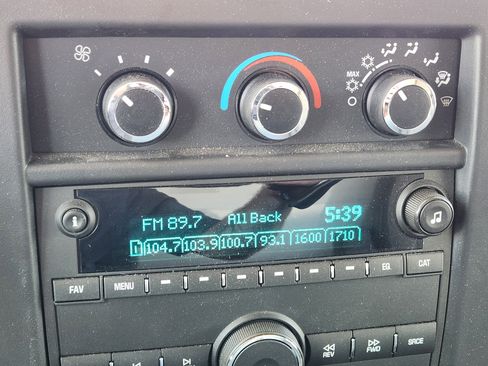 MAX
FM 89.7 All Back 5:39
1 104.7 103.9 100.7 93.1 1600 1710
FAV MENU EQ CAT
REV FWD SRCE